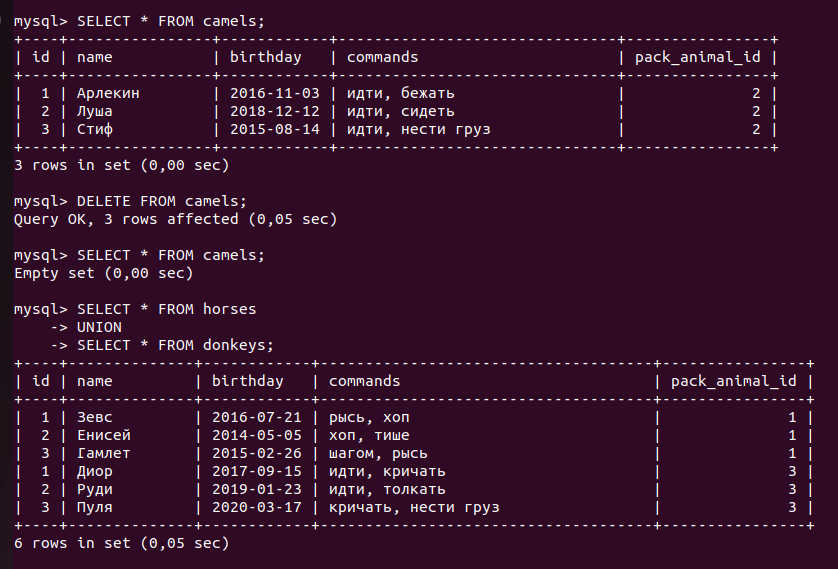 mysql> SELECT * FROM camels;
+----+----------------+------------+-------------------------------+----------------+
| id | name           | birthday   | commands                      | pack_animal_id |
+----+----------------+------------+-------------------------------+----------------+
|  1 | Арлекин        | 2016-11-03 | идти, бежать                  |              2 |
|  2 | Луша           | 2018-12-12 | идти, сидеть                  |              2 |
|  3 | Стиф           | 2015-08-14 | идти, нести груз              |              2 |
+----+----------------+------------+-------------------------------+----------------+
3 rows in set (0,00 sec)
mysql> DELETE FROM camels;
Query OK, 3 rows affected (0,05 sec)
mysql> SELECT * FROM camels;
Empty set (0,00 sec)
mysql> SELECT * FROM horses
    -> UNION
    -> SELECT * FROM donkeys;
+----+--------------+------------+-------------------------------------+----------------+
| id | name         | birthday   | commands                            | pack_animal_id |
+----+--------------+------------+-------------------------------------+----------------+
|  1 | Зевс         | 2016-07-21 | рысь, хоп                           |              1 |
|  2 | Енисей       | 2014-05-05 | хоп, тише                           |              1 |
|  3 | Гамлет       | 2015-02-26 | шагом, рысь                         |              1 |
|  1 | Диор         | 2017-09-15 | идти, кричать                       |              3 |
|  2 | Руди         | 2019-01-23 | идти, толкать                       |              3 |
|  3 | Пуля         | 2020-03-17 | кричать, нести груз                 |              3 |
+----+--------------+------------+-------------------------------------+----------------+
6 rows in set (0,05 sec)